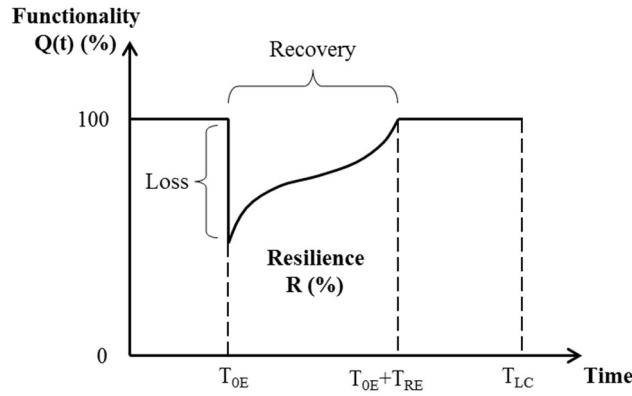 Functionality
Q(t) (%)
Recovery
100
Loss
Resilience
R (%)
0
T0E
T0E+TRE
TLC
Time